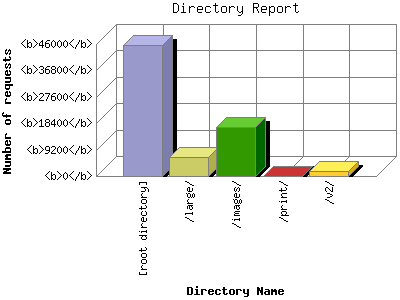 Directory Report
Number of requests
<b>46000</b>
<b>36800</b>
<b>27600</b>
<b>18400</b>
<b>9200</b>
<b>0</b>
[root directory]
/large/
/images/
/print/
/v2/
Directory Name